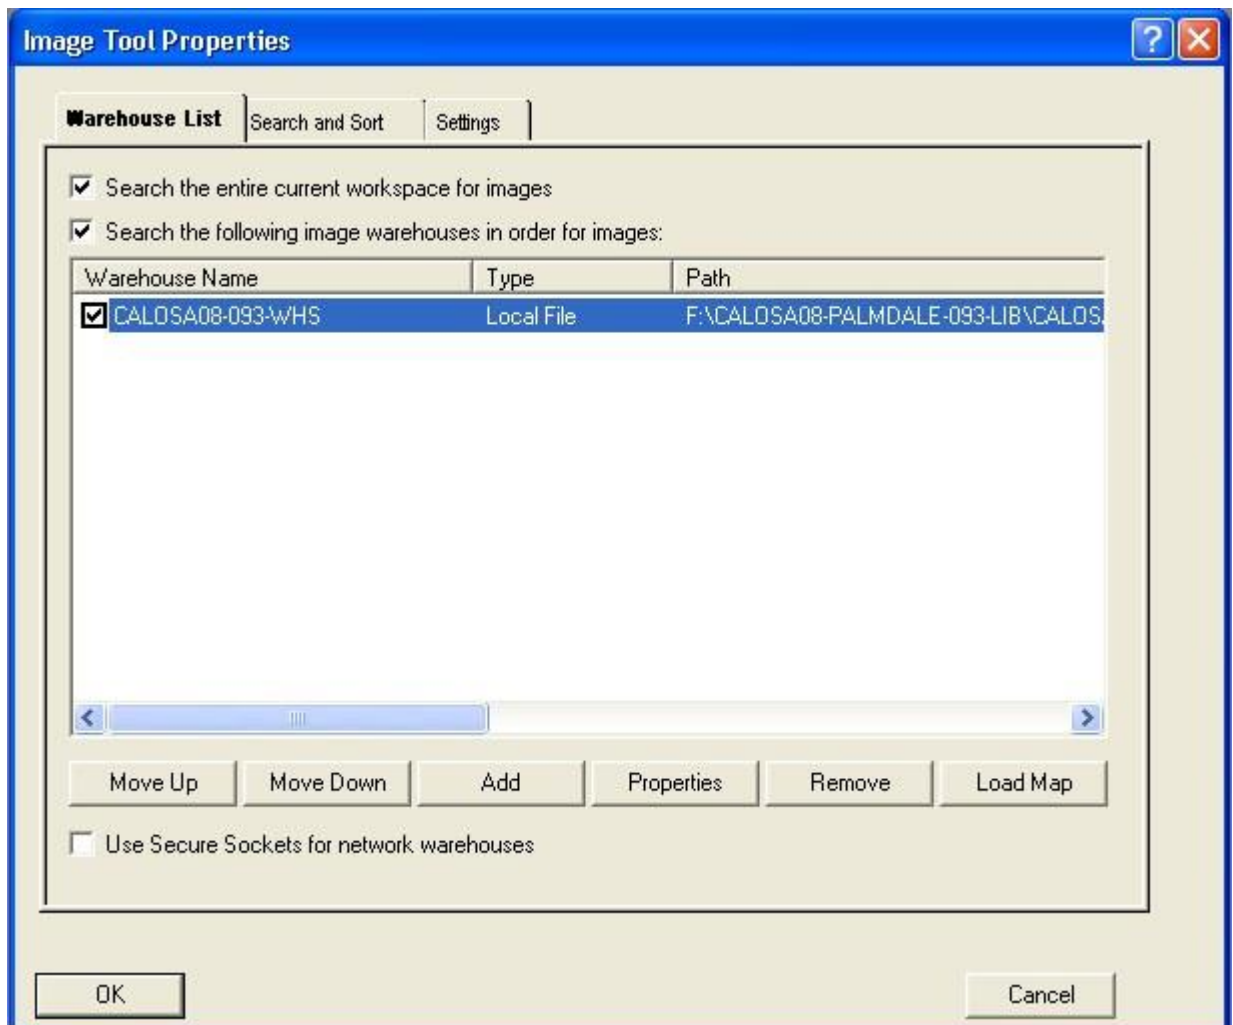 Image Tool Properties
Warehouse List Search and Sort Settings
Search the entire current workspace for images
Search the following image warehouses in order for images:
Warehouse Name Type Path
CALOSA08-093-WHS Local File F:\CALOSA08-PALMDALE-093-LIB\CALOSA
Move Up Move Down Add Properties Remove Load Map
Use Secure Sockets for network warehouses
OK Cancel